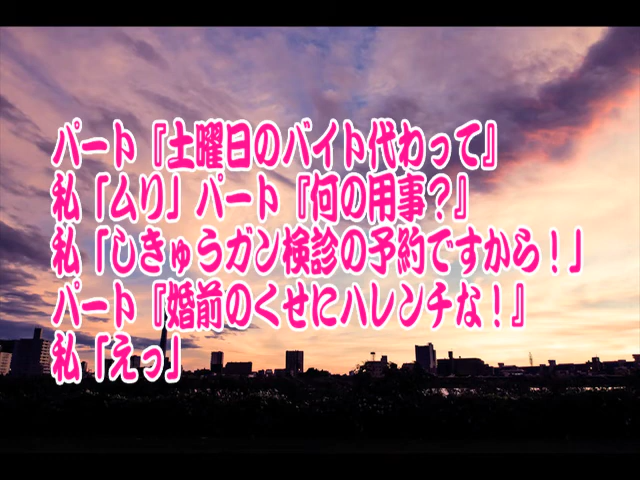 パート『土曜日のバイト代わって』
私「ムリ」パート『何の用事？』
私「しきゅうガン検診の予約ですから！」
パート『婚前のくせにハレンチな！』
私「えっ」